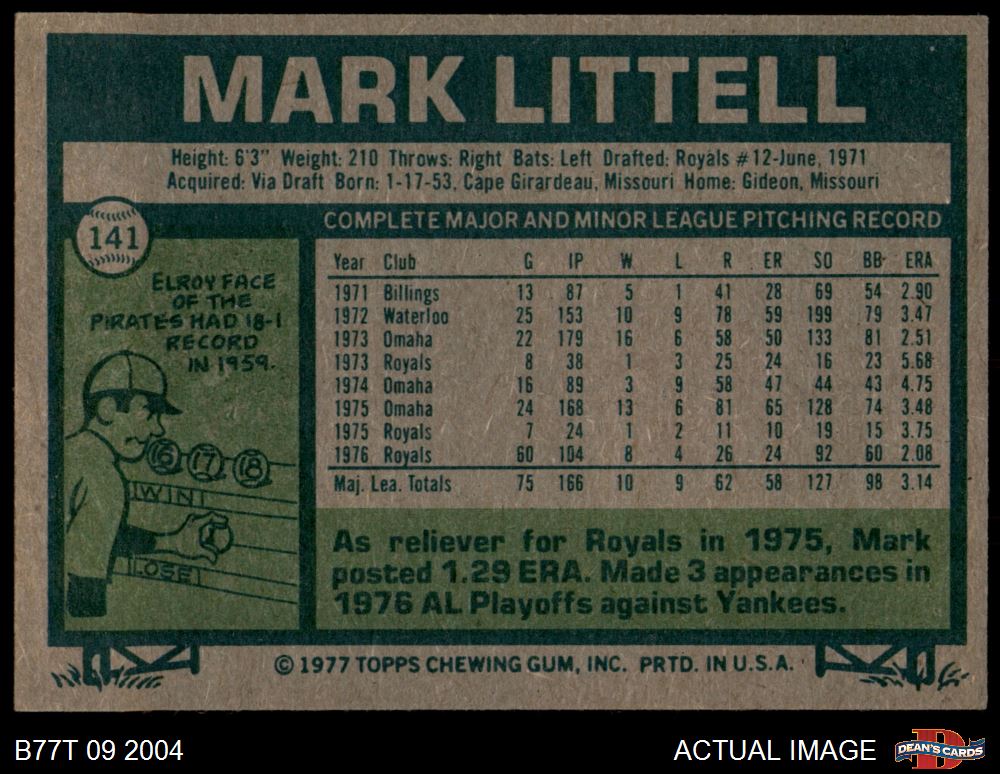 MARK LITTELL
Height: 6'3" Weight: 210 Throws: Right Bats: Left Drafted: Royals #12-June, 1971
Acquired: Via Draft Born: 1-17-53, Cape Girardeau, Missouri Home: Gideon, Missouri
141
ELROY FACE
OF THE
PIRATES HAD 18-1
RECORD
IN 1959.
16 17 18
WIN
1
LOSE
COMPLETE MAJOR AND MINOR LEAGUE PITCHING RECORD
Year Club G IP W L R ER SO BB ERA
1971 Billings 13 87 5 1 41 28 69 54 2.90
1972 Waterloo 25 153 10 9 78 59 199 79 3.47
1973 Omaha 22 179 16 6 58 50 133 81 2.51
1973 Royals 8 38 1 3 25 24 16 23 5.68
1974 Omaha 16 89 3 9 58 47 44 43 4.75
1975 Omaha 24 168 13 6 81 65 128 74 3.48
1975 Royals 7 24 1 2 11 10 19 15 3.75
1976 Royals 60 104 8 4 26 24 92 60 2.08
Maj. Lea. Totals 75 166 10 9 62 58 127 98 3.14
As reliever for Royals in 1975, Mark
posted 1.29 ERA. Made 3 appearances in
1976 AL Playoffs against Yankees.
© 1977 TOPPS CHEWING GUM, INC. PRTD. IN U.S.A.
B77T 09 2004
ACTUAL IMAGE
D
DEAN'S CARDS